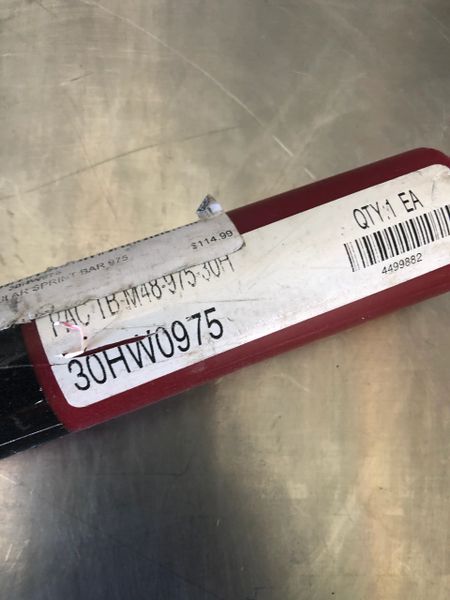 $114.99
SPRINT BAR 975
TB-M48-975-30H
30HW0975
QTY:1 EA
4499882